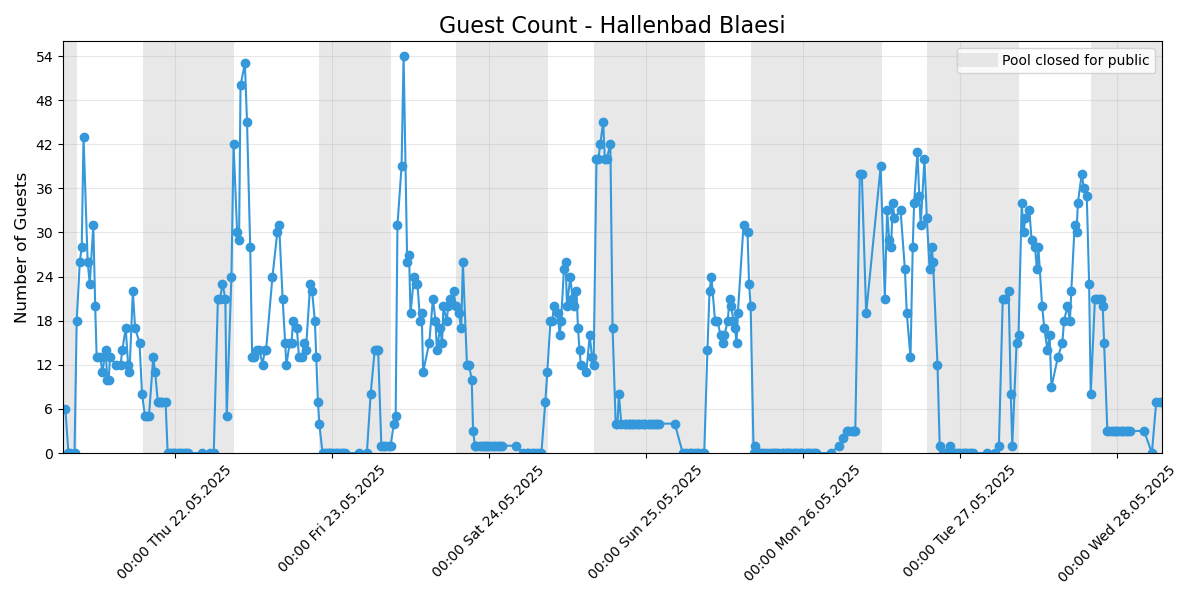 Guest Count - Hallenbad Blaesi
Pool closed for public
Number of Guests
54
48
42
36
30
24
18
12
6
0
00:00 Thu 22.05.2025
00:00 Fri 23.05.2025
00:00 Sat 24.05.2025
00:00 Sun 25.05.2025
00:00 Mon 26.05.2025
00:00 Tue 27.05.2025
00:00 Wed 28.05.2025